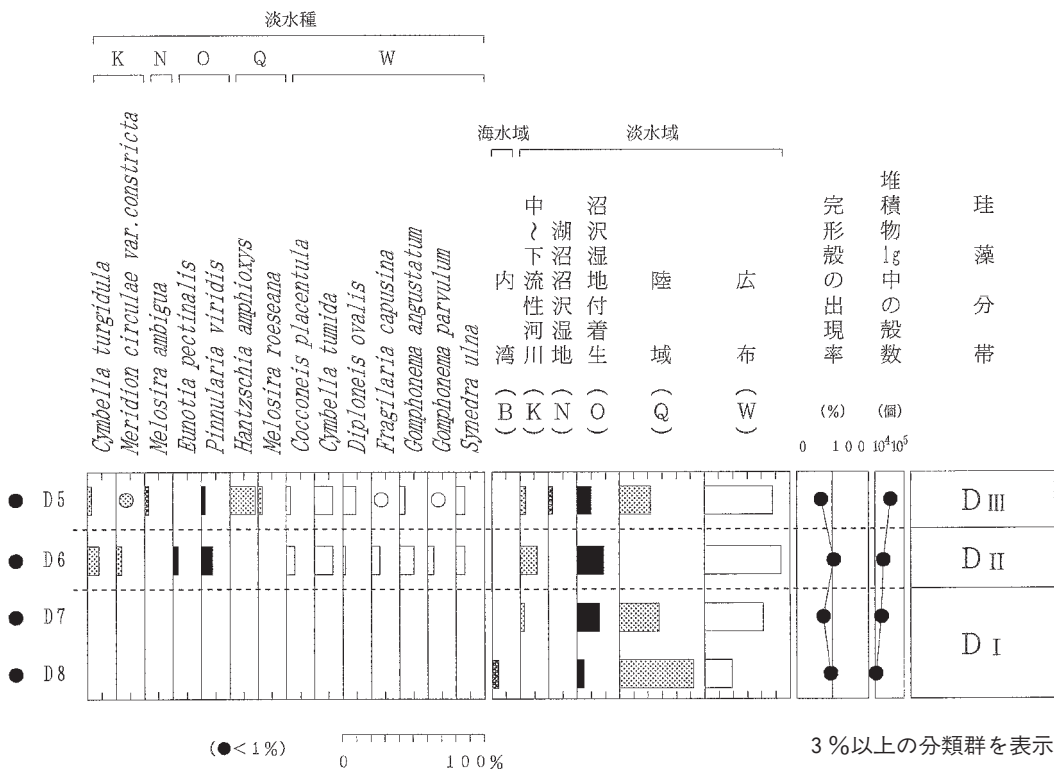 淡水種
K N O Q W
Cymbella turgidula
Meridion circulae var.constricta
Melosira ambigua
Eunotia pectinalis
Pinnularia viridis
Hantzschia amphioxys
Melosira roeseana
Cocconeis placentula
Cymbella tumida
Diploneis ovalis
Fragilaria capusina
Gomphonema angustatum
Gomphonema parvulum
Synedra ulna
海水域 淡水域
内湾(B)
中~下流性河川(K)
湖沼沼沢湿地(N)
沼沢湿地付着生(O)
陸域(Q)
広布(W)
完形殻の出現率
(%)
0 100
堆積物1g中の殻数
(個)
10⁴10⁵
珪藻分帯
D5 DⅢ
D6 DⅡ
D7
D8
DⅠ
(●<1%)
0 100%
3%以上の分類群を表示